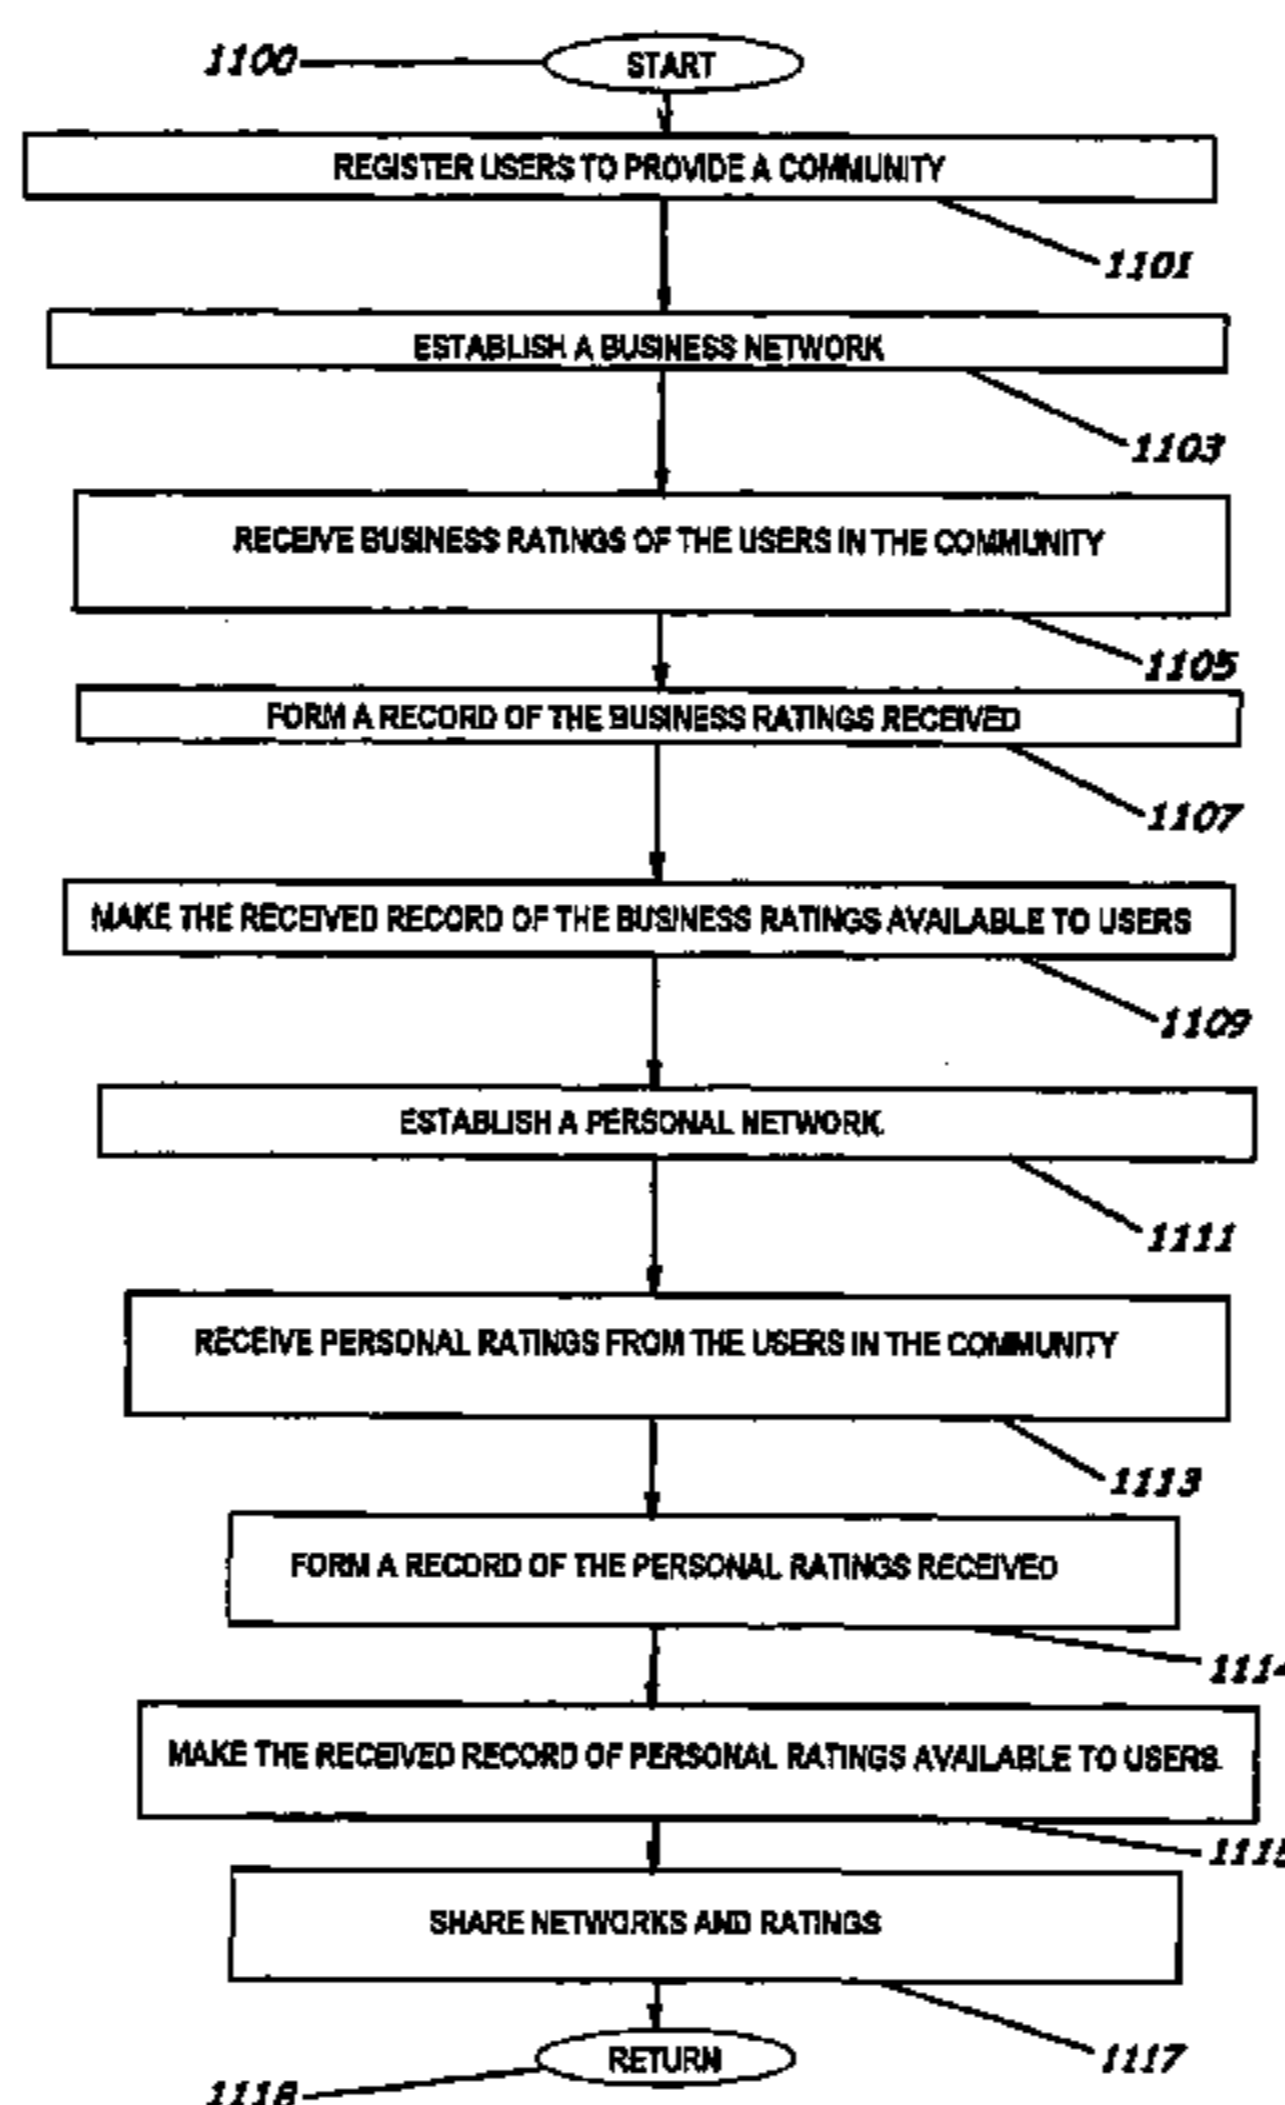 1100
START
REGISTER USERS TO PROVIDE A COMMUNITY
1101
ESTABLISH A BUSINESS NETWORK
1103
RECEIVE BUSINESS RATINGS OF THE USERS IN THE COMMUNITY
1105
FORM A RECORD OF THE BUSINESS RATINGS RECEIVED
1107
MAKE THE RECEIVED RECORD OF THE BUSINESS RATINGS AVAILABLE TO USERS
1109
ESTABLISH A PERSONAL NETWORK.
1111
RECEIVE PERSONAL RATINGS FROM THE USERS IN THE COMMUNITY
1113
FORM A RECORD OF THE PERSONAL RATINGS RECEIVED
1114
MAKE THE RECEIVED RECORD OF PERSONAL RATINGS AVAILABLE TO USERS.
SHARE NETWORKS AND RATINGS
1117
RETURN
1118